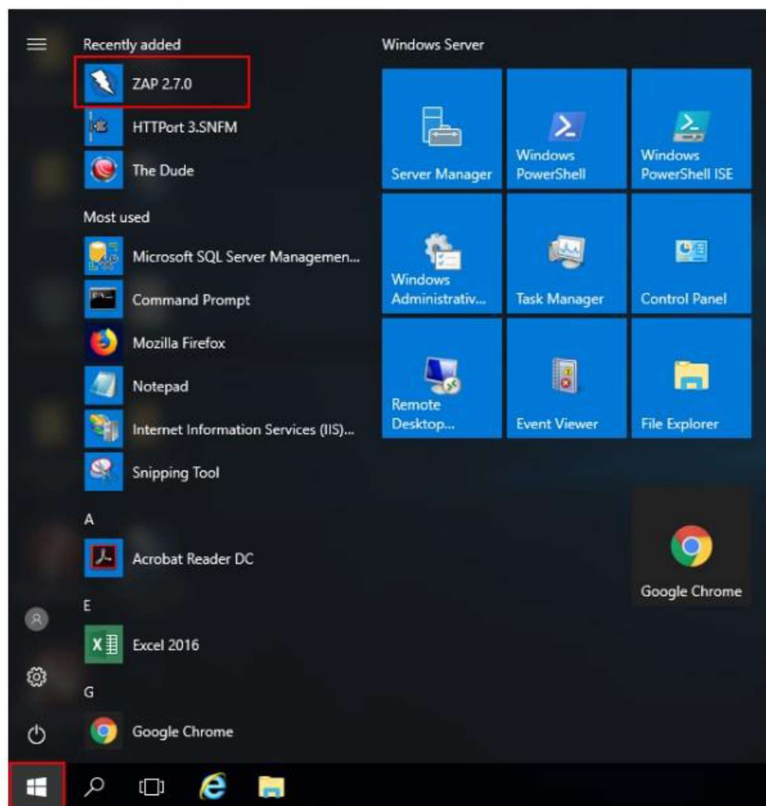 Recently added
ZAP 2.7.0
HTTPort 3.SNFM
The Dude
Most used
Microsoft SQL Server Managemen...
Command Prompt
Mozilla Firefox
Notepad
Internet Information Services (IIS)...
Snipping Tool
A
Acrobat Reader DC
E
Excel 2016
G
Google Chrome
Windows Server
Server Manager
Windows
PowerShell
Windows
PowerShell ISE
Windows
Administrativ...
Task Manager
Control Panel
Remote
Desktop...
Event Viewer
File Explorer
Google Chrome